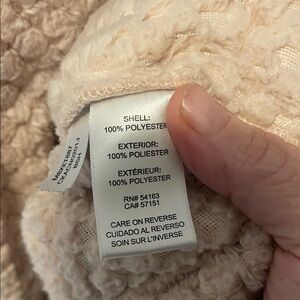 SHELL:
100% POLYESTER
EXTERIOR:
100% POLIESTER
EXTÉRIEUR:
100% POLYESTER
RN# 54163
CA# 57151
CARE ON REVERSE
CUIDADO AL REVERSO
SOIN SUR L'INVERSE